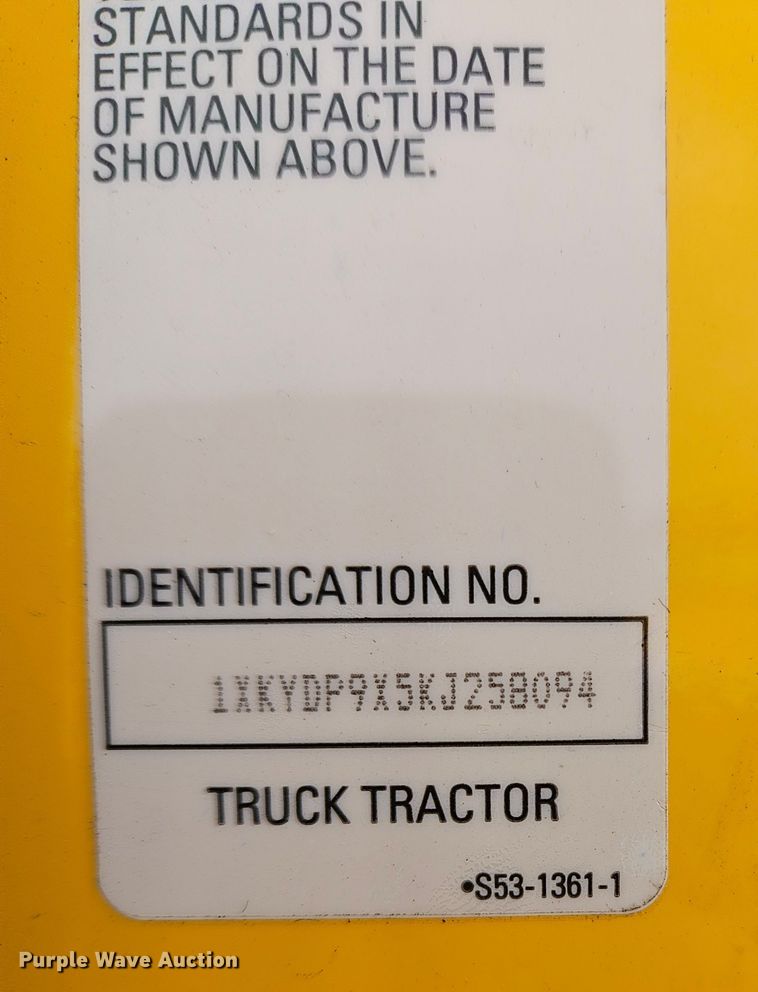 STANDARDS IN
EFFECT ON THE DATE
OF MANUFACTURE
SHOWN ABOVE.
IDENTIFICATION NO.
1XKYDP9X5KJ258094
TRUCK TRACTOR
•S53-1361-1
Purple Wave Auction